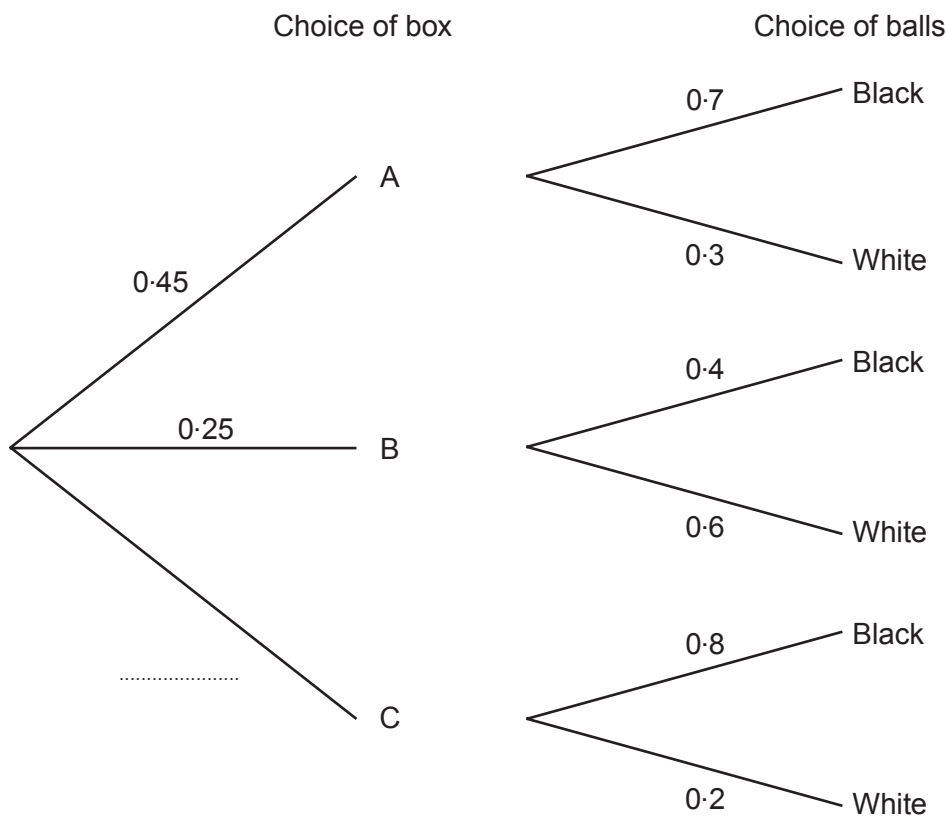 Choice of box
Choice of balls
0·7
Black
A
0·3
White
0·45
0·4
Black
0·25
B
0·6
White
0·8
Black
....................
C
0·2
White